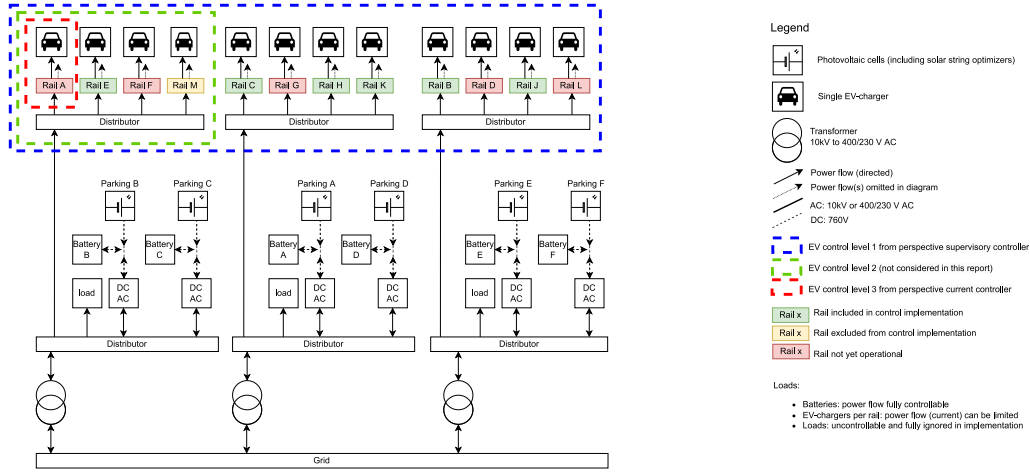 Rail A
Rail E
Rail F
Rail M
Rail C
Rail G
Rail H
Rail K
Rail B
Rail D
Rail J
Rail L
Distributor
Distributor
Distributor
Parking B
Parking C
Parking A
Parking D
Parking E
Parking F
Battery
B
Battery
C
Battery
A
Battery
D
Battery
E
Battery
F
load
DC
AC
DC
AC
load
DC
AC
DC
AC
load
DC
AC
DC
AC
Distributor
Distributor
Distributor
Grid
Legend
Photovoltaic cells (including solar string optimizers)
Single EV-charger
Transformer
10kV to 400/230 V AC
Power flow (directed)
Power flow(s) omitted in diagram
AC: 10kV or 400/230 V AC
DC: 760V
EV control level 1 from perspective supervisory controller
EV control level 2 (not considered in this report)
EV control level 3 from perspective current controller
Rail x Rail included in control implementation
Rail x Rail excluded from control implementation
Rail x Rail not yet operational
Loads:
• Batteries: power flow fully controllable
• EV-chargers per rail: power flow (current) can be limited
• Loads: uncontrollable and fully ignored in implementation